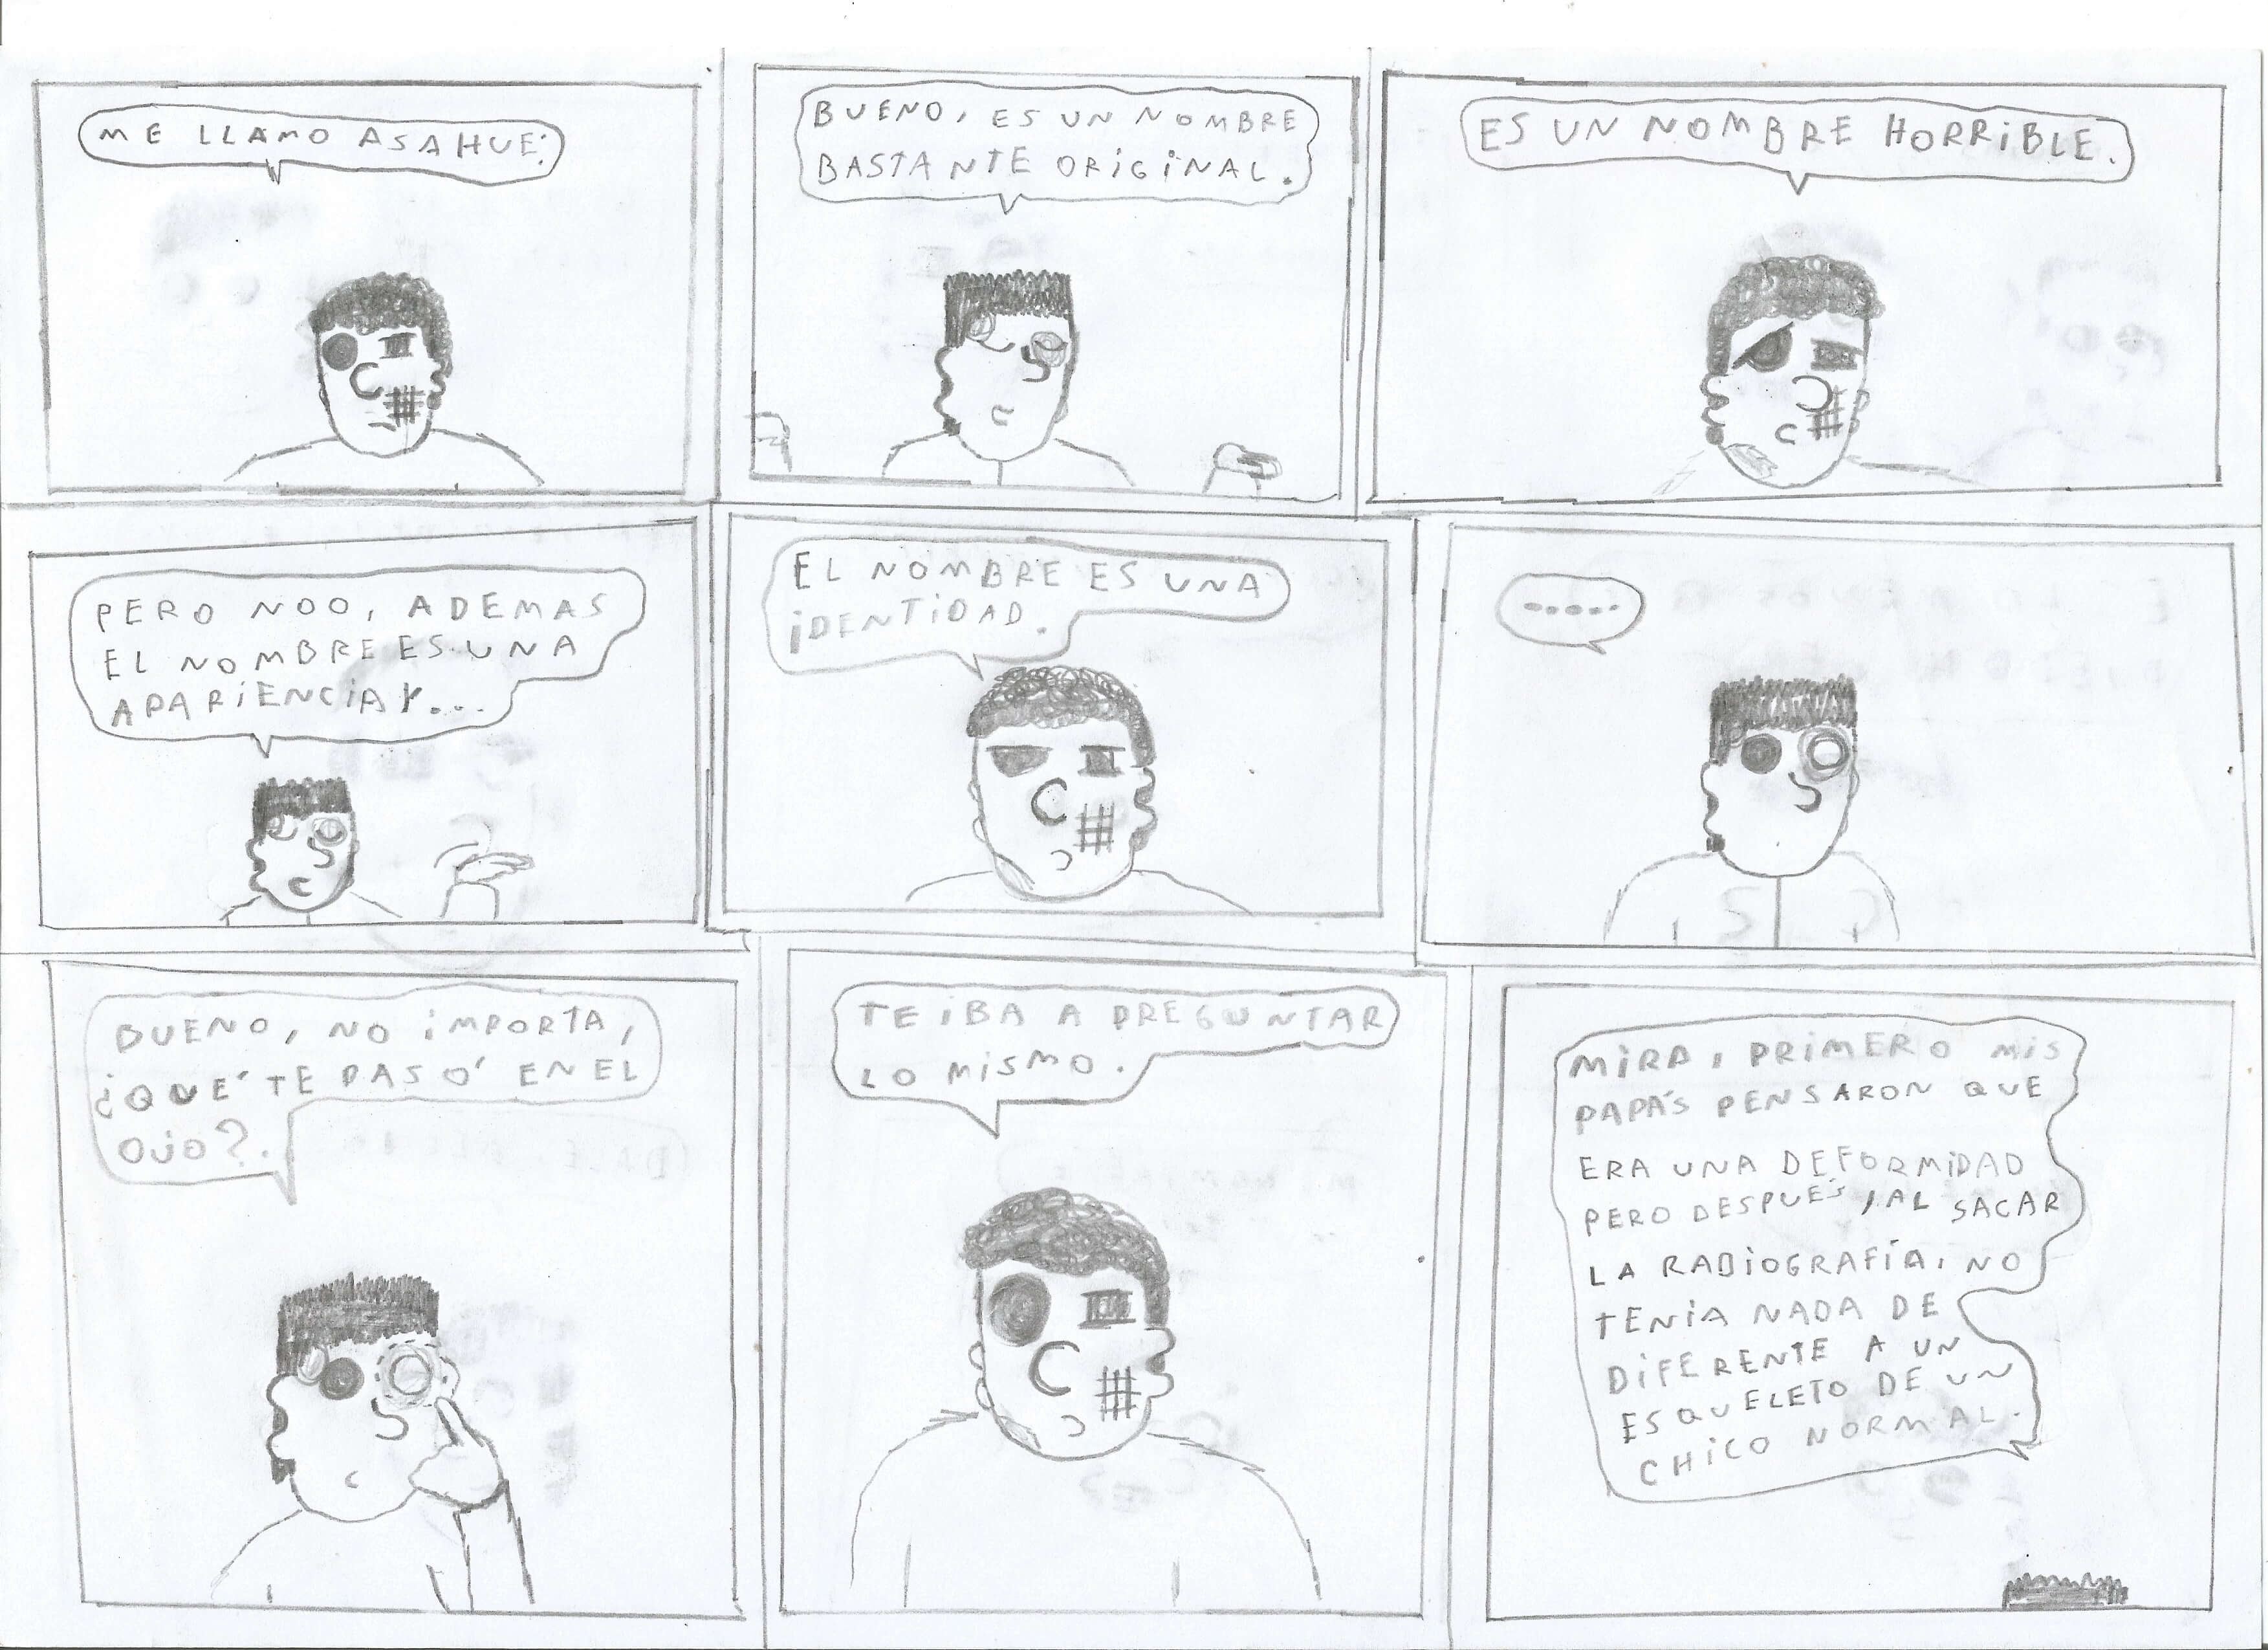 ME LLAMO ASAHUE.
BUENO, ES UN NOMBRE
BASTANTE ORIGINAL.
ES UN NOMBRE HORRIBLE.
PERO NOO, ADEMAS
EL NOMBRE ES UNA
APARIENCIA Y...
EL NOMBRE ES UNA
IDENTIDAD.
.....
BUENO, NO IMPORTA,
¿QUÉ TE PASÓ EN EL
OJO?.
TE IBA A PREGUNTAR
LO MISMO.
MIRA, PRIMERO MIS
PAPÁS PENSARON QUE
ERA UNA DEFORMIDAD
PERO DESPUÉS, AL SACAR
LA RADIOGRAFÍA, NO
TENIA NADA DE
DIFERENTE A UN
ESQUELETO DE UN
CHICO NORMAL.